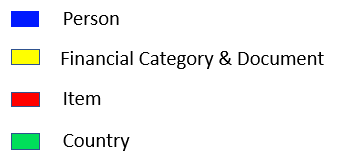 Person
Financial Category & Document
Item
Country